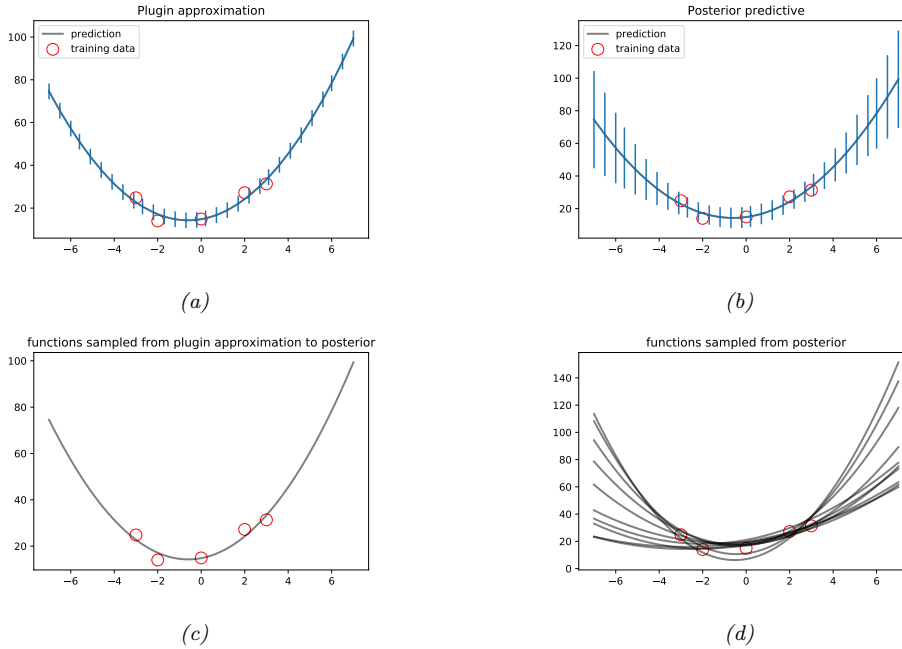 Plugin approximation
100
80
60
40
20
prediction
training data
−6 −4 −2 0 2 4 6
(a)
Posterior predictive
120
100
80
60
40
20
0
prediction
training data
−6 −4 −2 0 2 4 6
(b)
functions sampled from plugin approximation to posterior
100
80
60
40
20
−6 −4 −2 0 2 4 6
(c)
functions sampled from posterior
140
120
100
80
60
40
20
0
−6 −4 −2 0 2 4 6
(d)